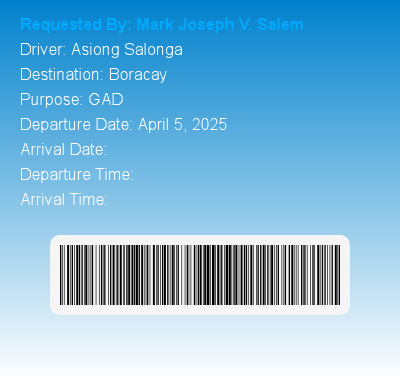 Requested By: Mark Joseph V. Salem
Driver: Asiong Salonga
Destination: Boracay
Purpose: GAD
Departure Date: April 5, 2025
Arrival Date:
Departure Time:
Arrival Time: